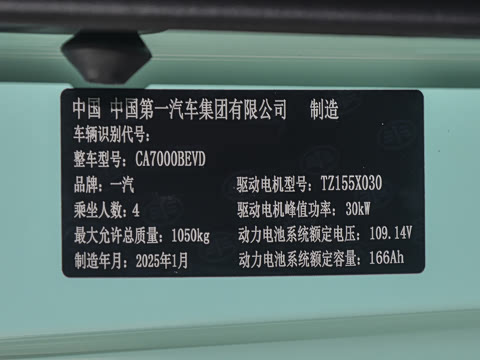 中国 中国第一汽车集团有限公司 制造
车辆识别代号：
整车型号：CA7000BEVD
品牌：一汽 驱动电机型号：TZ155X030
乘坐人数：4 驱动电机峰值功率：30kW
最大允许总质量：1050kg 动力电池系统额定电压：109.14V
制造年月：2025年1月 动力电池系统额定容量：166Ah